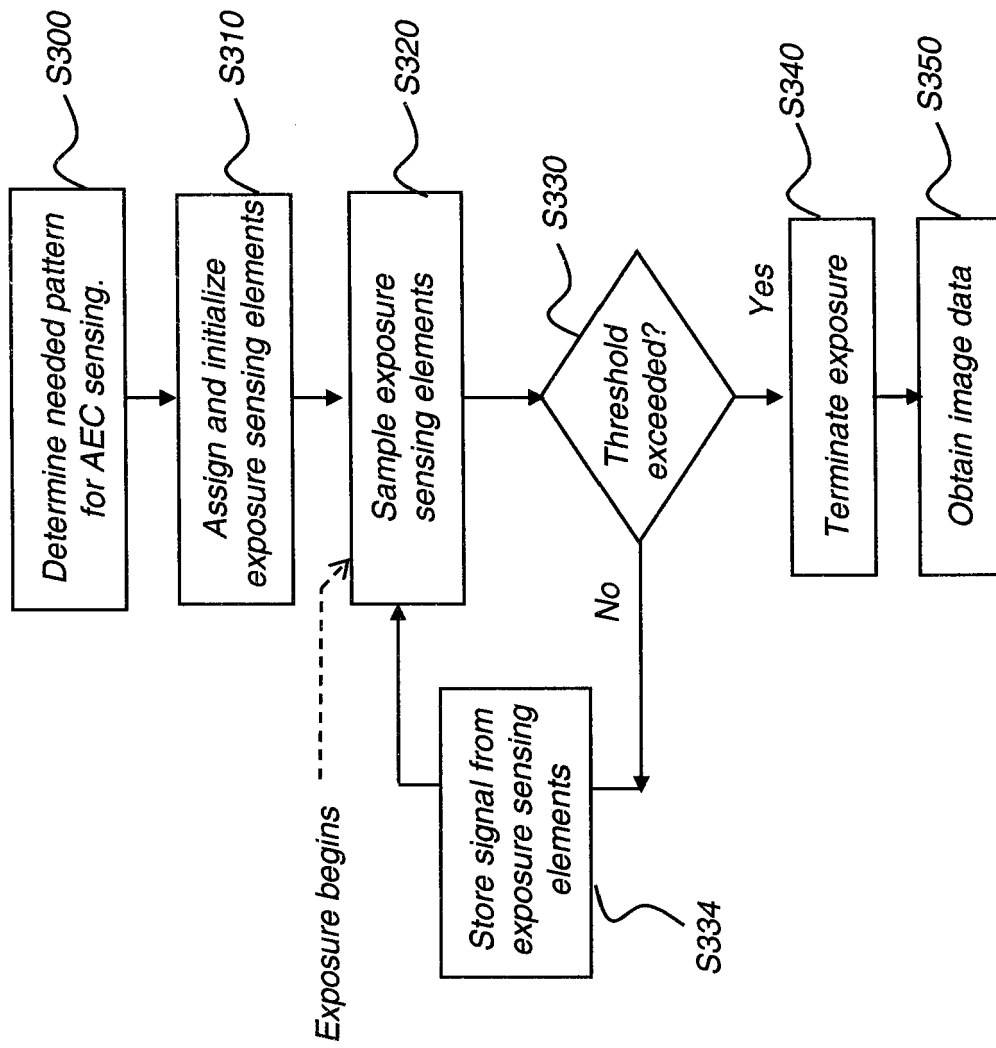 Determine needed pattern
for AEC sensing.
S300
Assign and initialize
exposure sensing elements
S310
Exposure begins
Sample exposure
sensing elements
S320
Threshold
exceeded?
S330
No
Yes
Store signal from
exposure sensing
elements
S334
Terminate exposure
S340
Obtain image data
S350